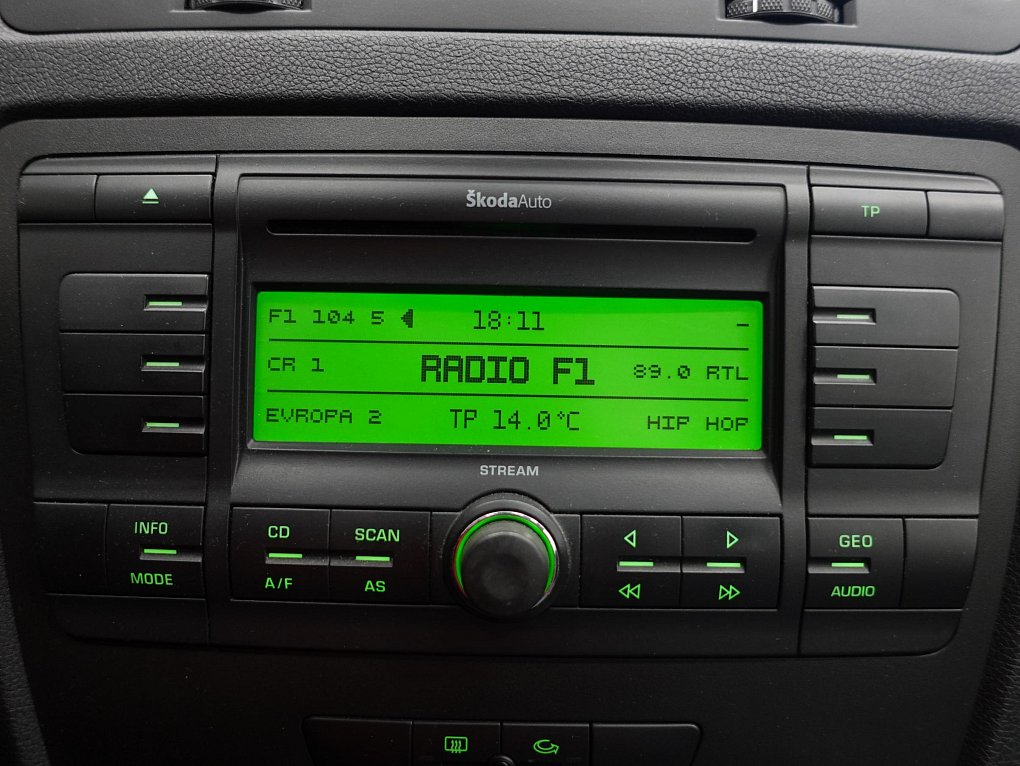 TP
ŠkodaAuto
F1 104 5 18:11 –
CR 1 RADIO F1 89.0 RTL
EVROPA 2 TP 14.0°C HIP HOP
STREAM
INFO CD SCAN GEO
MODE A/F AS AUDIO